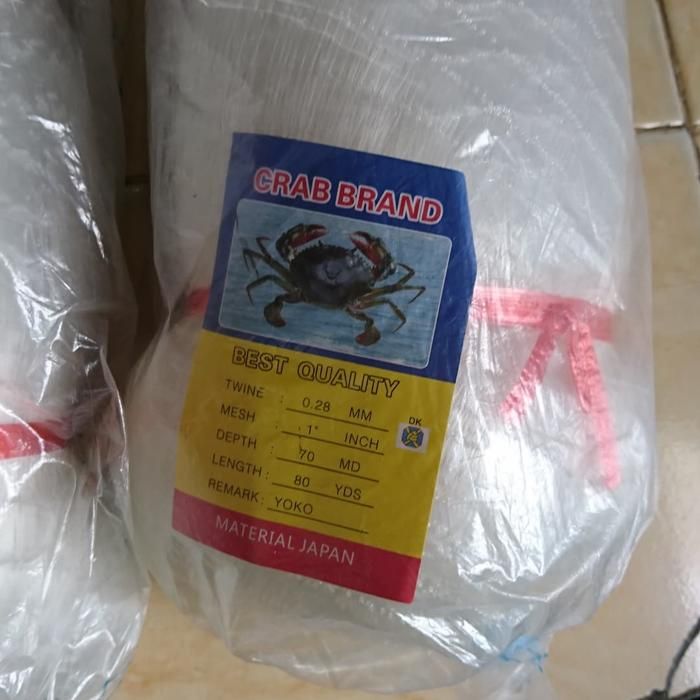 CRAB BRAND
BEST QUALITY
TWINE : 0.28 MM
MESH : 1" INCH
DEPTH : 70 MD
LENGTH : 80 YDS
REMARK : YOKO
DK
MATERIAL JAPAN